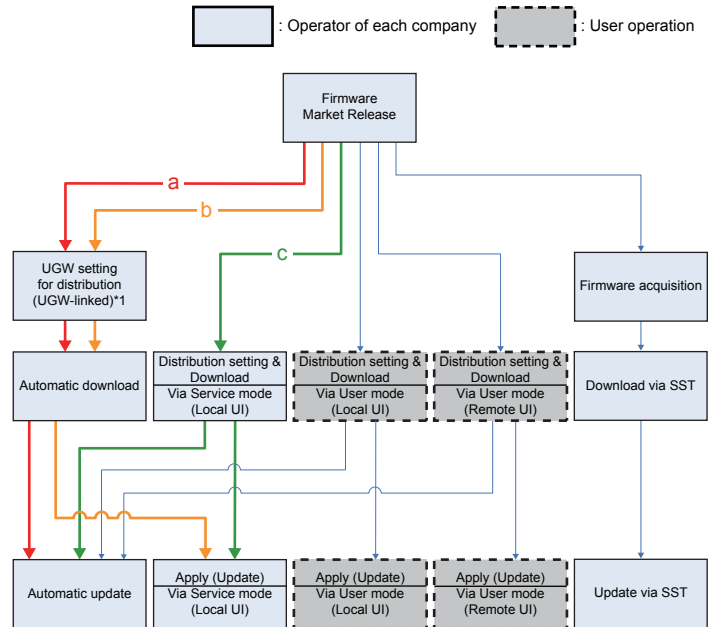 : Operator of each company
: User operation
Firmware
Market Release
a
b
c
UGW setting
for distribution
(UGW-linked)*1
Firmware acquisition
Automatic download
Distribution setting &
Download
Via Service mode
(Local UI)
Distribution setting &
Download
Via User mode
(Local UI)
Distribution setting &
Download
Via User mode
(Remote UI)
Download via SST
Automatic update
Apply (Update)
Via Service mode
(Local UI)
Apply (Update)
Via User mode
(Local UI)
Apply (Update)
Via User mode
(Remote UI)
Update via SST